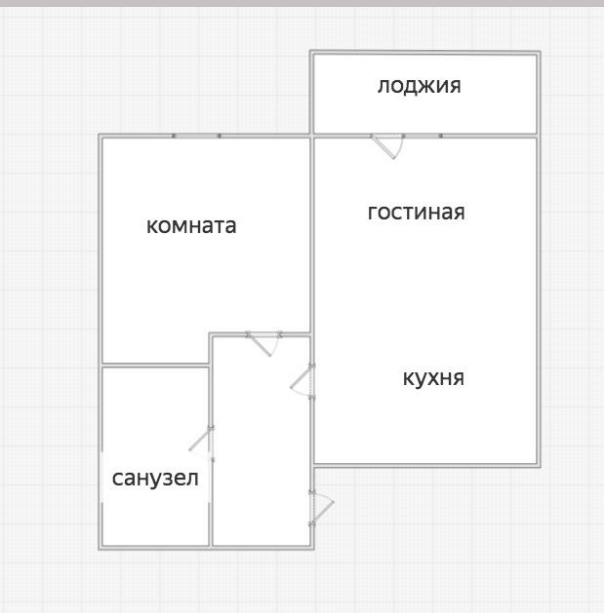 лоджия
гостиная
комната
кухня
санузел